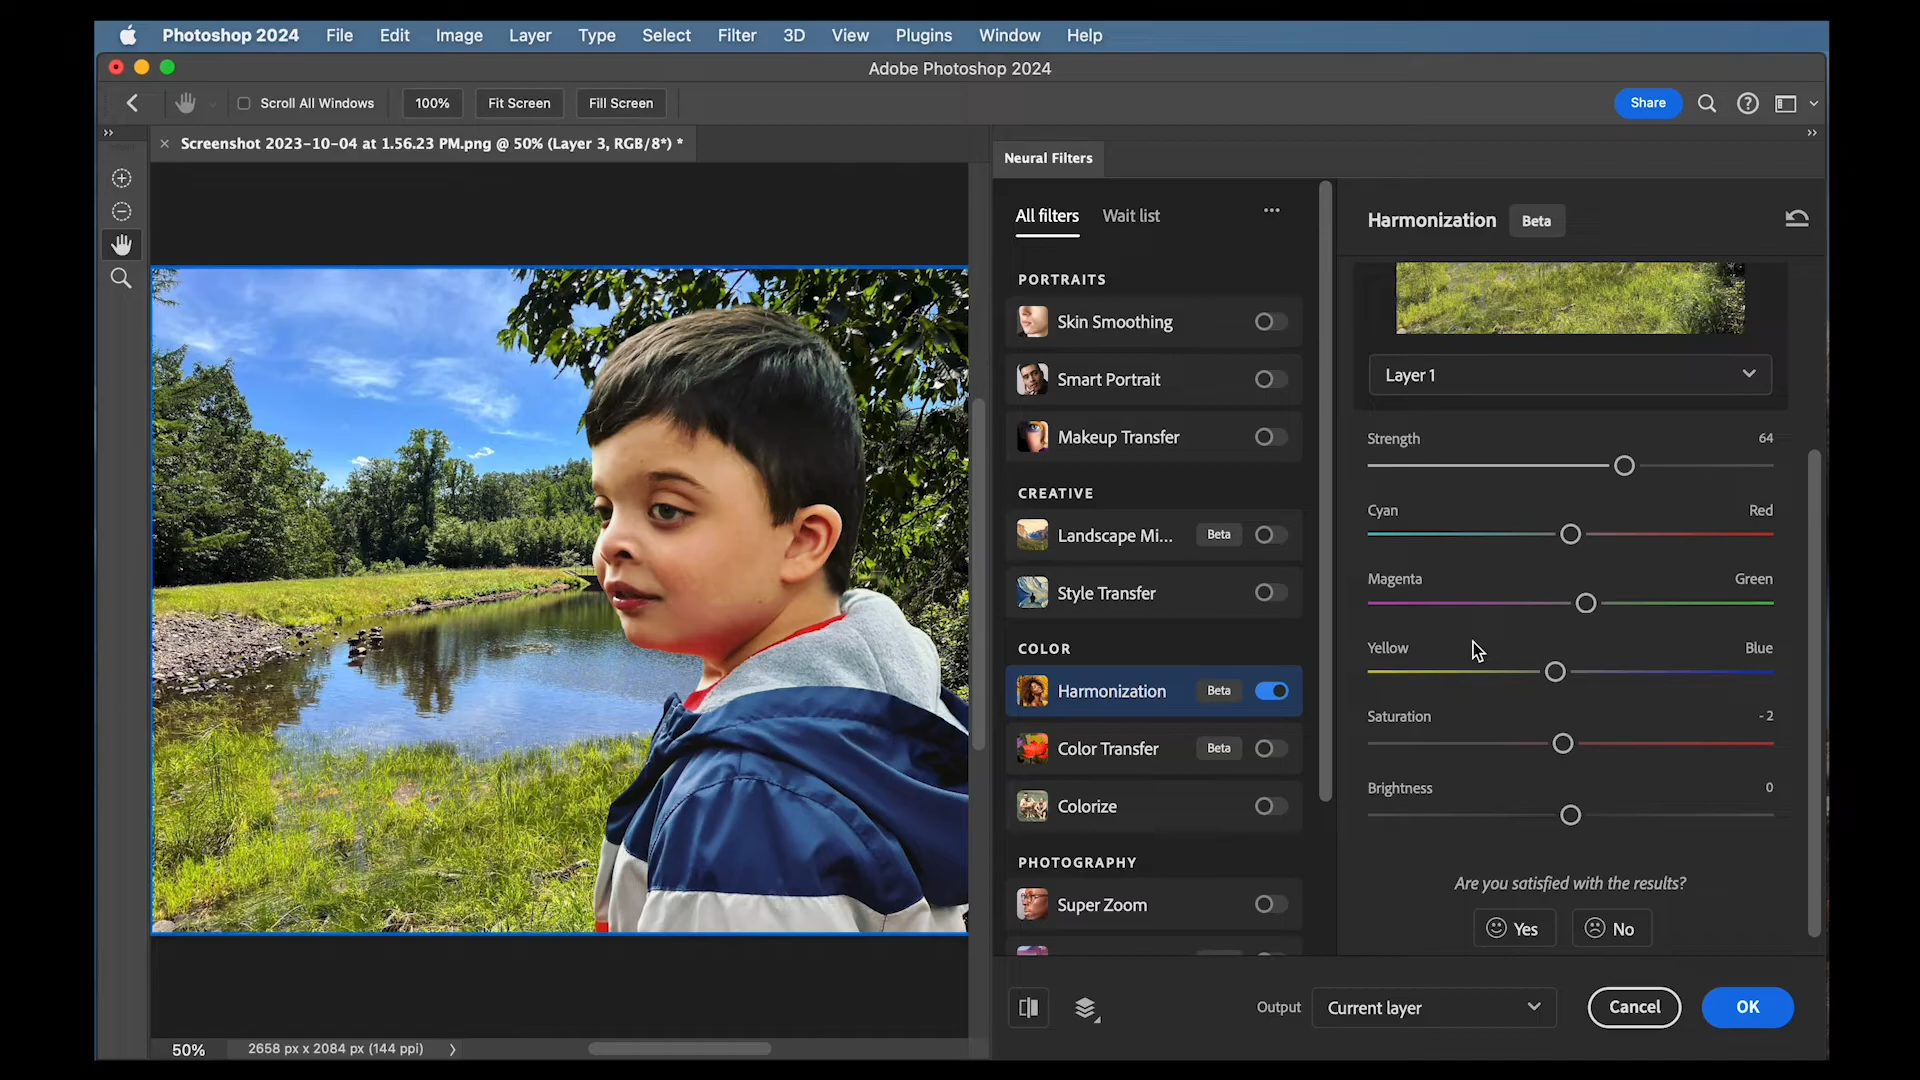 Photoshop 2024 File Edit Image Layer Type Select Filter 3D View Plugins Window Help
Adobe Photoshop 2024
Scroll All Windows 100% Fit Screen Fill Screen Share
Screenshot 2023-10-04 at 1.56.23 PM.png @ 50% (Layer 3, RGB/8*) *
Neural Filters
All filters Wait list
Harmonization Beta
PORTRAITS
Skin Smoothing
Smart Portrait
Makeup Transfer
CREATIVE
Landscape Mi... Beta
Style Transfer
COLOR
Harmonization Beta
Color Transfer Beta
Colorize
PHOTOGRAPHY
Super Zoom
Layer 1
Strength 64
Cyan Red
Magenta Green
Yellow Blue
Saturation - 2
Brightness 0
Are you satisfied with the results?
Yes No
Output Current layer Cancel OK
50% 2658 px x 2084 px (144 ppi)